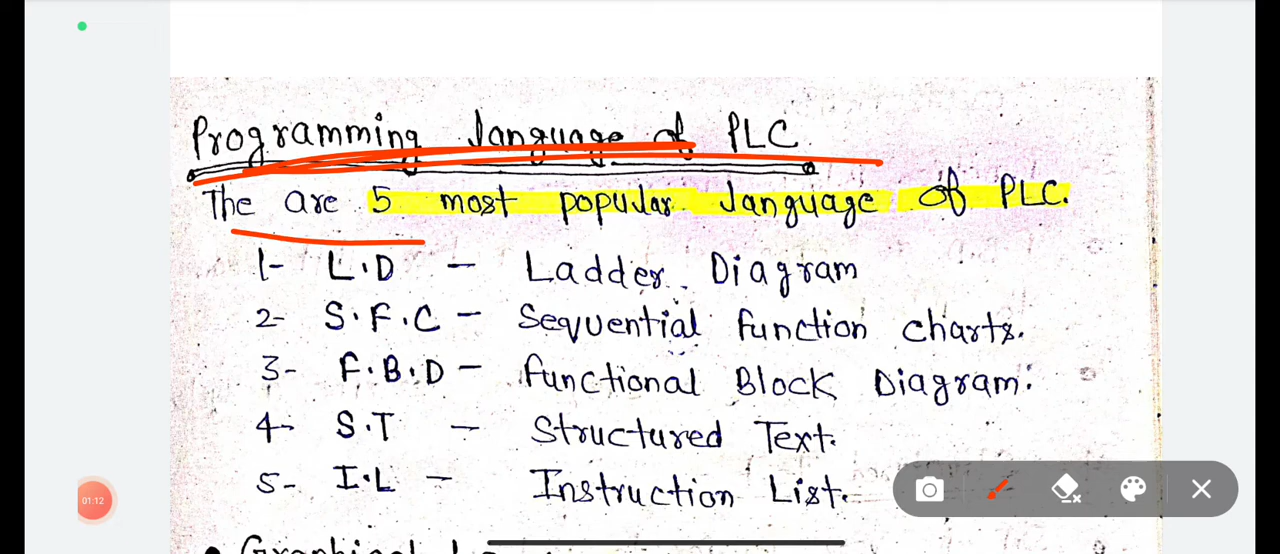 Programming language of PLC
The are 5 most popular language of PLC.
1- L.D - Ladder Diagram
2- S.F.C - Sequential function charts.
3- F.B.D - functional Block Diagram.
4- S.T - Structured Text.
5- I.L - Instruction List.
• Graphical
01:12